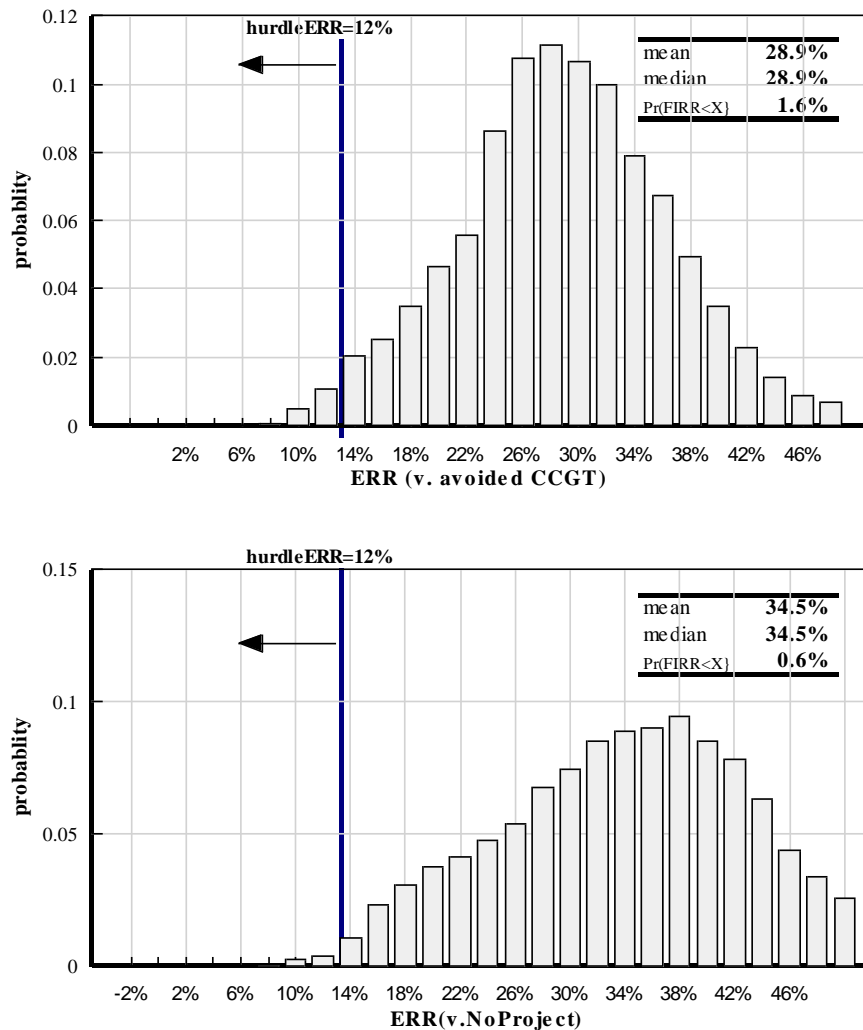 hurdleERR=12%
0.12
0.1
0.08
0.06
0.04
0.02
0
probablity
mean 28.9%
median 28.9%
Pr(FIRR<X} 1.6%
2% 6% 10% 14% 18% 22% 26% 30% 34% 38% 42% 46%
ERR (v. avoided CCGT)
hurdleERR=12%
0.15
0.1
0.05
0
probablity
mean 34.5%
median 34.5%
Pr(FIRR<X} 0.6%
-2% 2% 6% 10% 14% 18% 22% 26% 30% 34% 38% 42% 46%
ERR(v.NoProject)